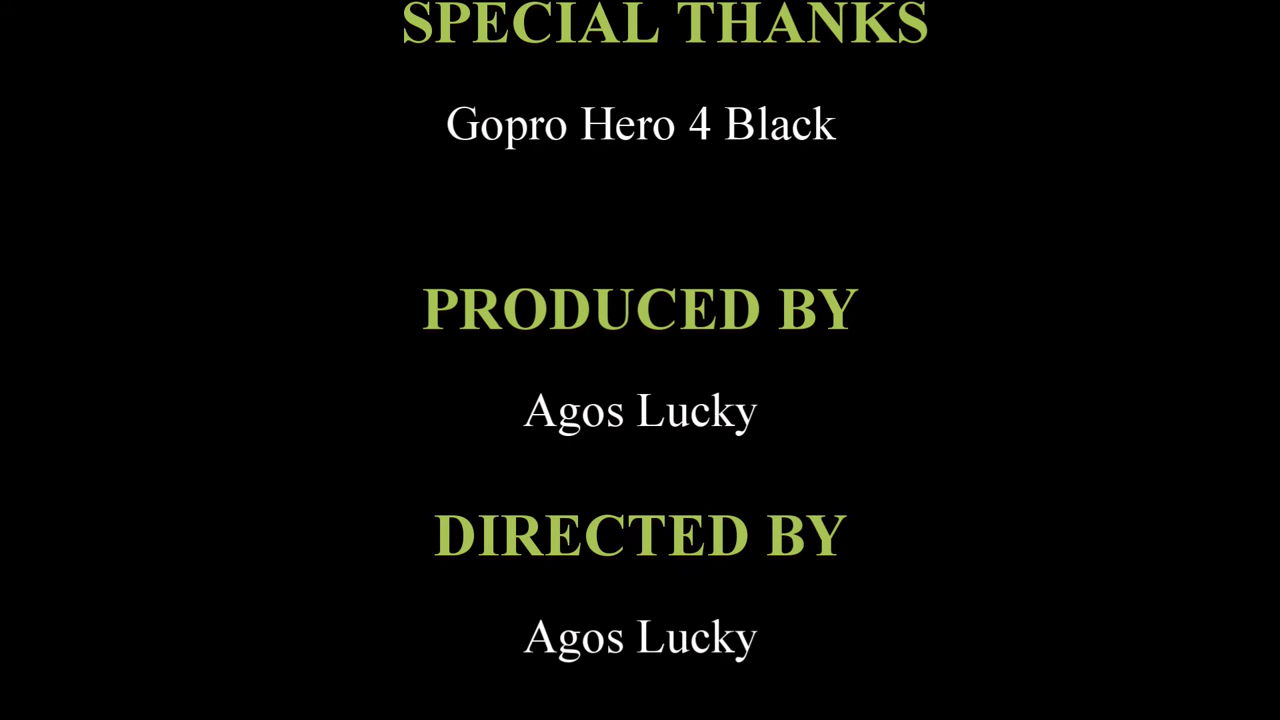 SPECIAL THANKS
Gopro Hero 4 Black
PRODUCED BY
Agos Lucky
DIRECTED BY
Agos Lucky